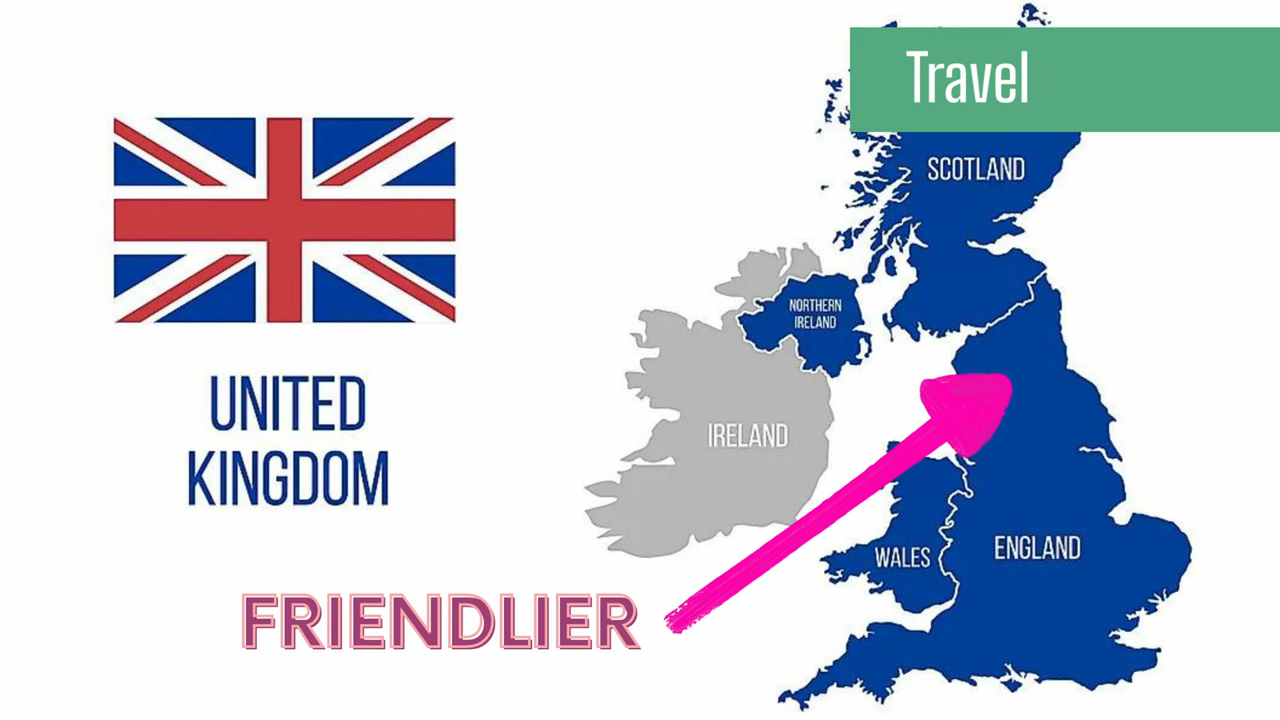 Travel
SCOTLAND
NORTHERN
IRELAND
UNITED
KINGDOM
IRELAND
WALES
ENGLAND
FRIENDLIER